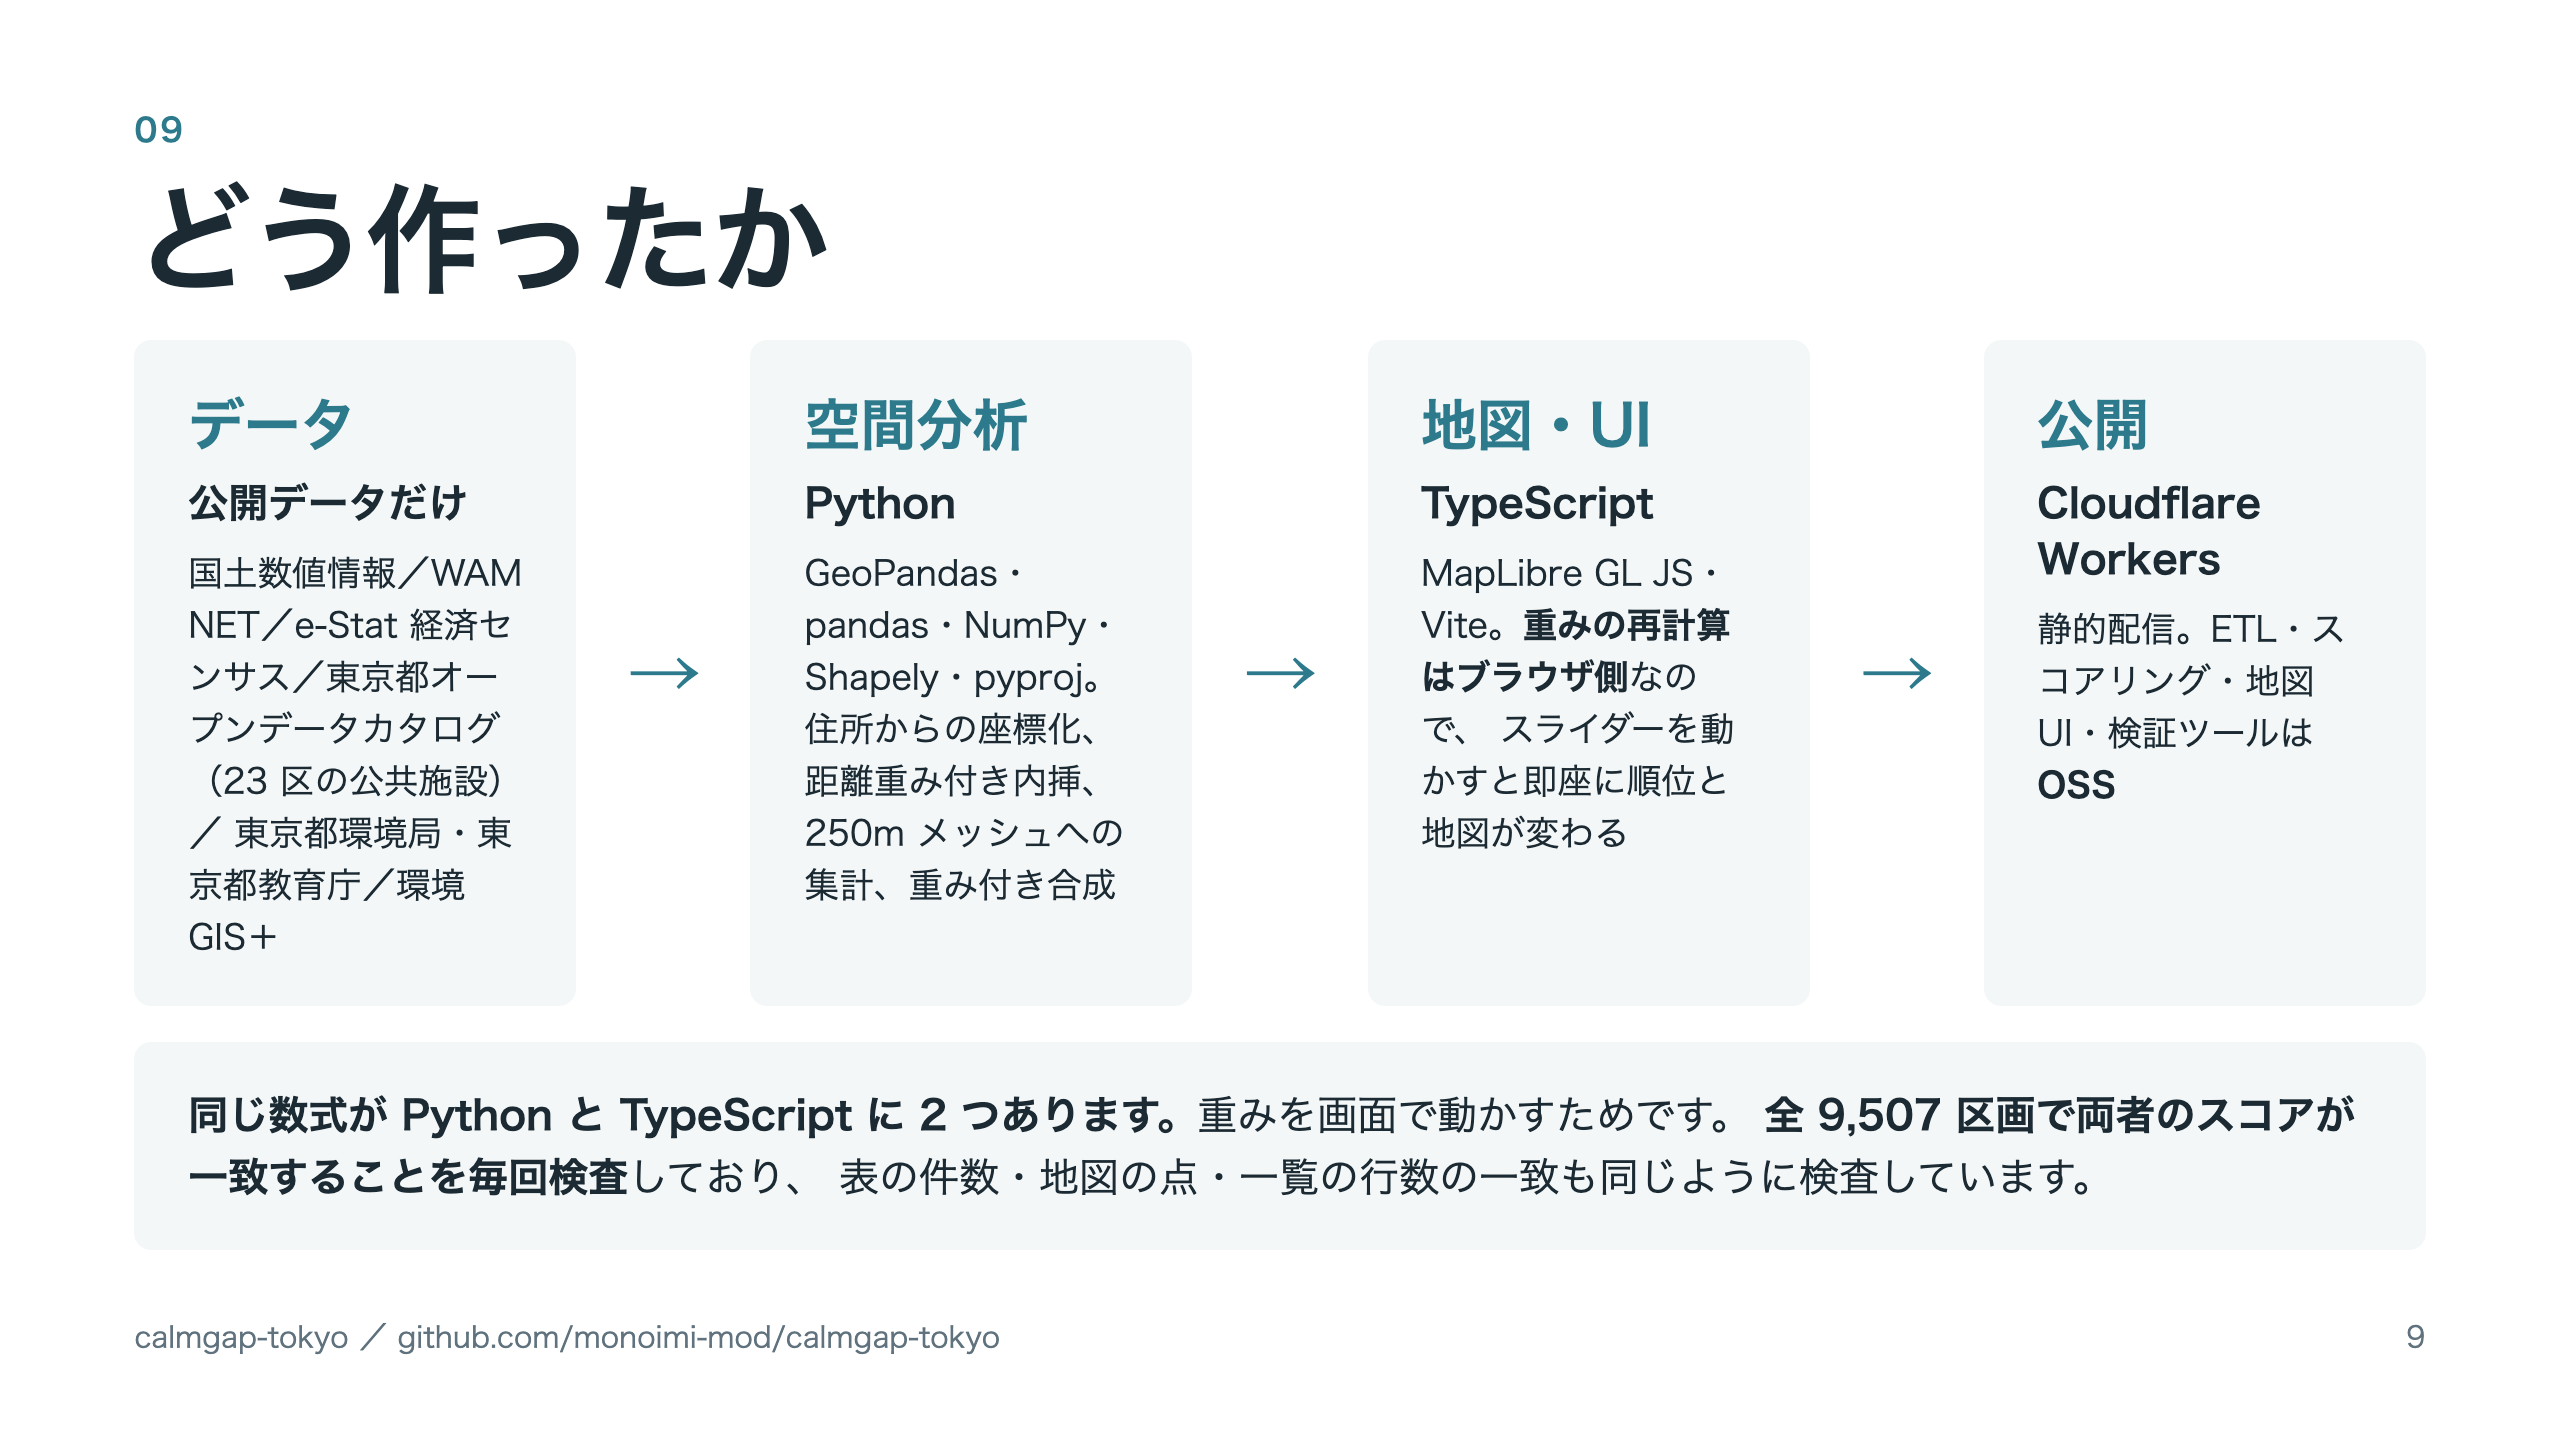 09
どう作ったか
データ
公開データだけ
国土数値情報／WAM
NET／e-Stat 経済セ
ンサス／東京都オー
プンデータカタログ
（23 区の公共施設）
／ 東京都環境局・東
京都教育庁／環境
GIS＋
→
空間分析
Python
GeoPandas・
pandas・NumPy・
Shapely・pyproj。
住所からの座標化、
距離重み付き内挿、
250m メッシュへの
集計、重み付き合成
→
地図・UI
TypeScript
MapLibre GL JS・
Vite。重みの再計算
はブラウザ側なの
で、 スライダーを動
かすと即座に順位と
地図が変わる
→
公開
Cloudflare
Workers
静的配信。ETL・ス
コアリング・地図
UI・検証ツールは
OSS
同じ数式が Python と TypeScript に 2 つあります。重みを画面で動かすためです。 全 9,507 区画で両者のスコアが
一致することを毎回検査しており、 表の件数・地図の点・一覧の行数の一致も同じように検査しています。
calmgap-tokyo ／ github.com/monoimi-mod/calmgap-tokyo
9